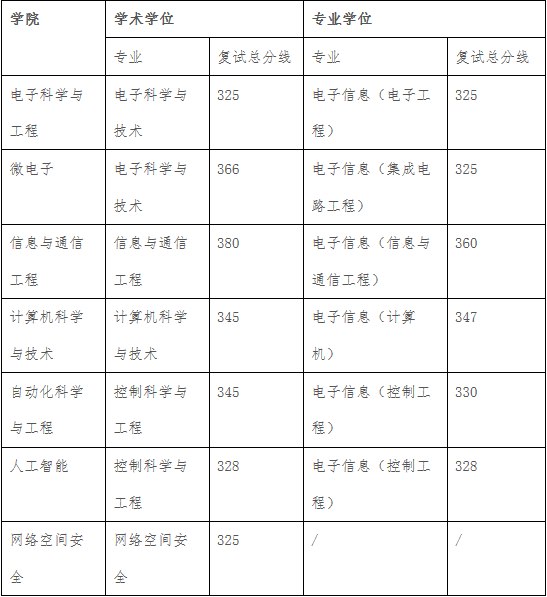 学院 学术学位 专业学位
专业 复试总分线 专业 复试总分线
电子科学与 电子科学与 325 电子信息（电子工 325
工程 技术 程）
微电子 电子科学与 366 电子信息（集成电 325
技术 路工程）
信息与通信 信息与通信 380 电子信息（信息与 360
工程 工程 通信工程）
计算机科学 计算机科学 345 电子信息（计算 347
与技术 与技术 机）
自动化科学 控制科学与 345 电子信息（控制工 330
与工程 工程 程）
人工智能 控制科学与 328 电子信息（控制工 328
工程 程）
网络空间安 网络空间安 325 / /
全 全